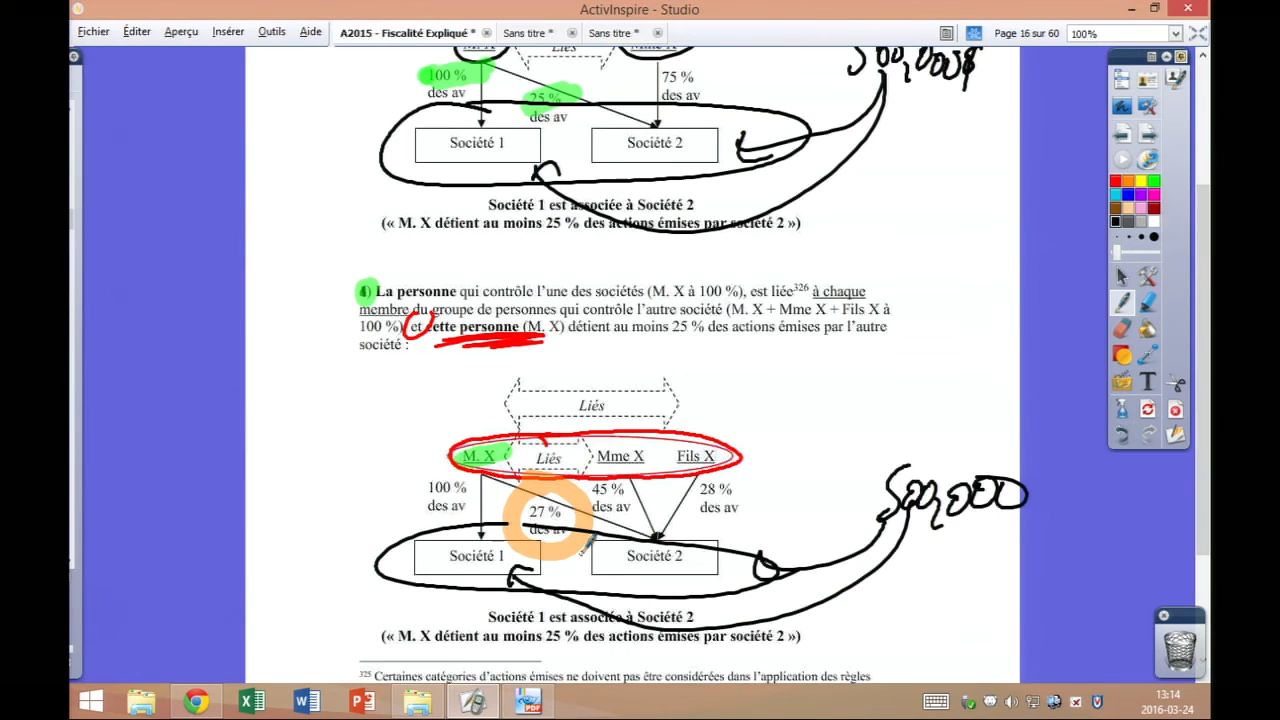 ActivInspire - Studio
Fichier Éditer Aperçu Insérer Outils Aide
A2015 - Fiscalité Expliqué * Sans titre * Sans titre *
Page 16 sur 60 100%
M. X Liés Mme X
500,000$
100 % 75 %
des av des av
25 %
des av
Société 1 Société 2
Société 1 est associée à Société 2
(« M. X détient au moins 25 % des actions émises par société 2 »)
4) La personne qui contrôle l'une des sociétés (M. X à 100 %), est liée326 à chaque
membre du groupe de personnes qui contrôle l'autre société (M. X + Mme X + Fils X à
100 %) et cette personne (M. X) détient au moins 25 % des actions émises par l'autre
société :
Liés
M. X Liés Mme X Fils X
100 % 45 % 28 %
des av des av des av
27 %
des av
500,000
Société 1 Société 2
Société 1 est associée à Société 2
(« M. X détient au moins 25 % des actions émises par société 2 »)
325 Certaines catégories d'actions émises ne doivent pas être considérées dans l'application des règles
13:14
2016-03-24